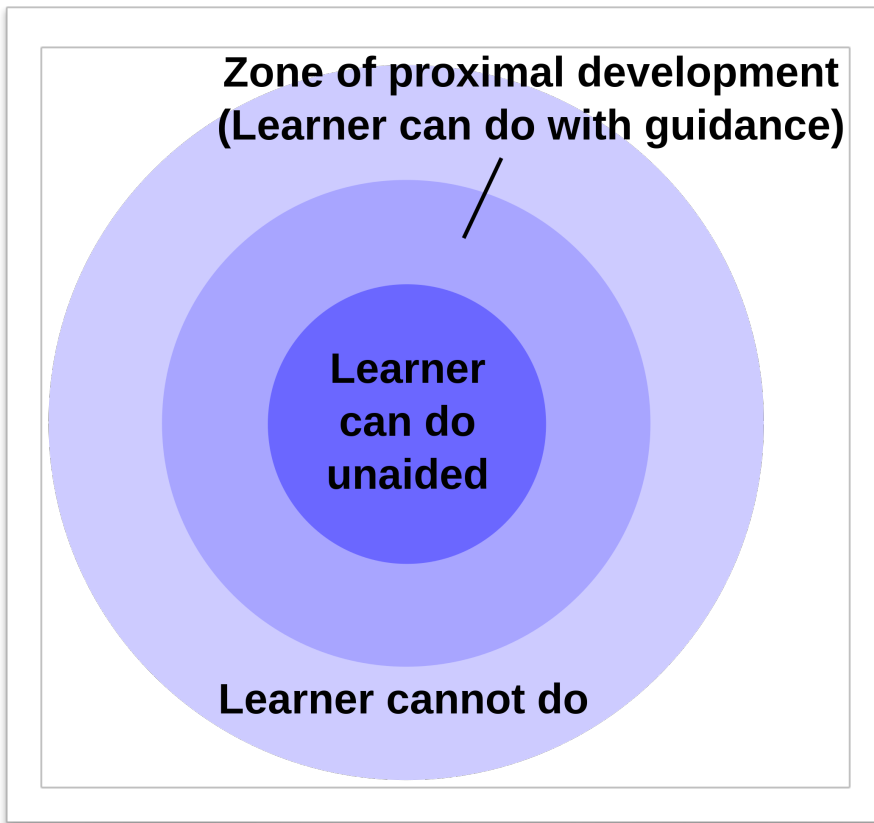 Zone of proximal development
(Learner can do with guidance)
Learner
can do
unaided
Learner cannot do